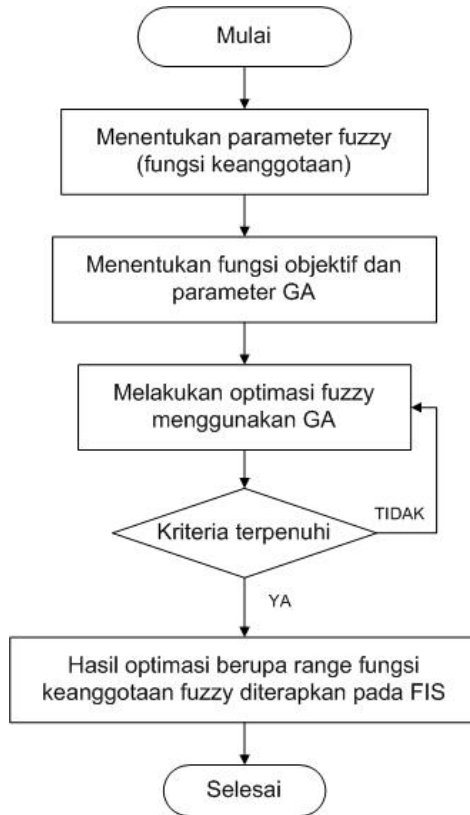 Mulai
Menentukan parameter fuzzy
(fungsi keanggotaan)
Menentukan fungsi objektif dan
parameter GA
Melakukan optimasi fuzzy
menggunakan GA
Kriteria terpenuhi
TIDAK
YA
Hasil optimasi berupa range fungsi
keanggotaan fuzzy diterapkan pada FIS
Selesai